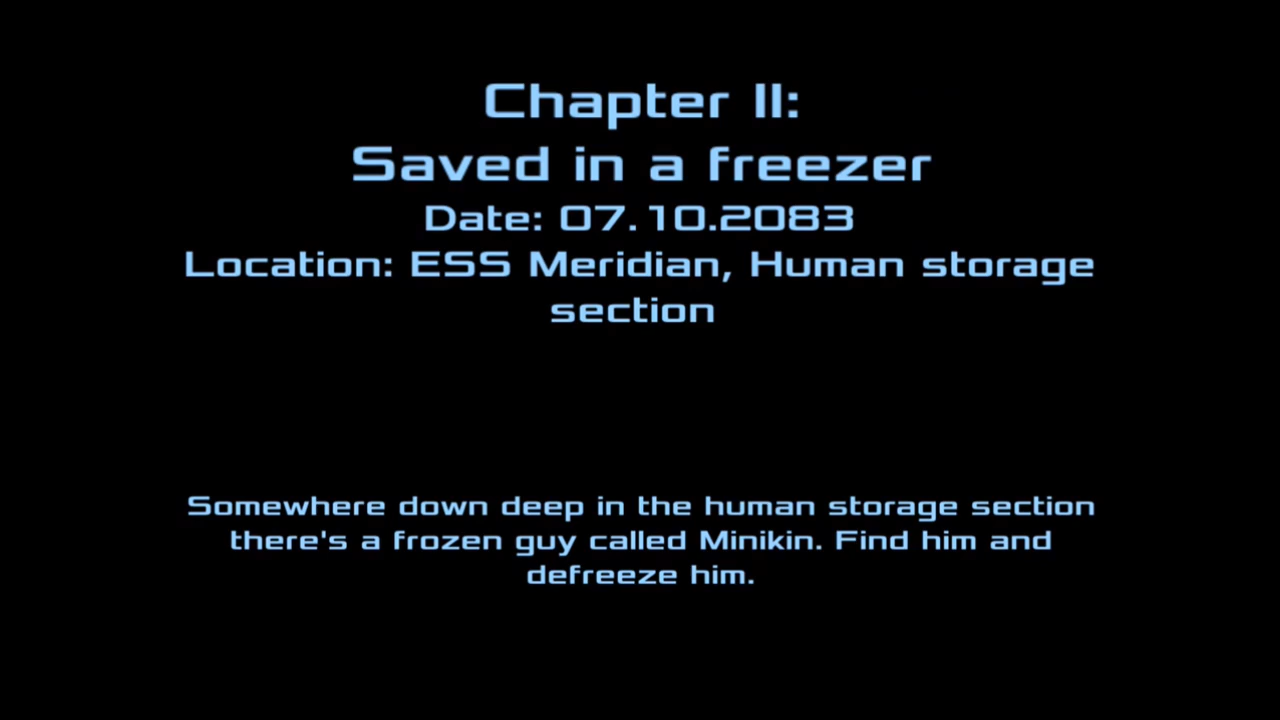 Chapter II:
Saved in a freezer
Date: 07.10.2083
Location: ESS Meridian, Human storage
section
Somewhere down deep in the human storage section
there's a frozen guy called Minikin. Find him and
defreeze him.